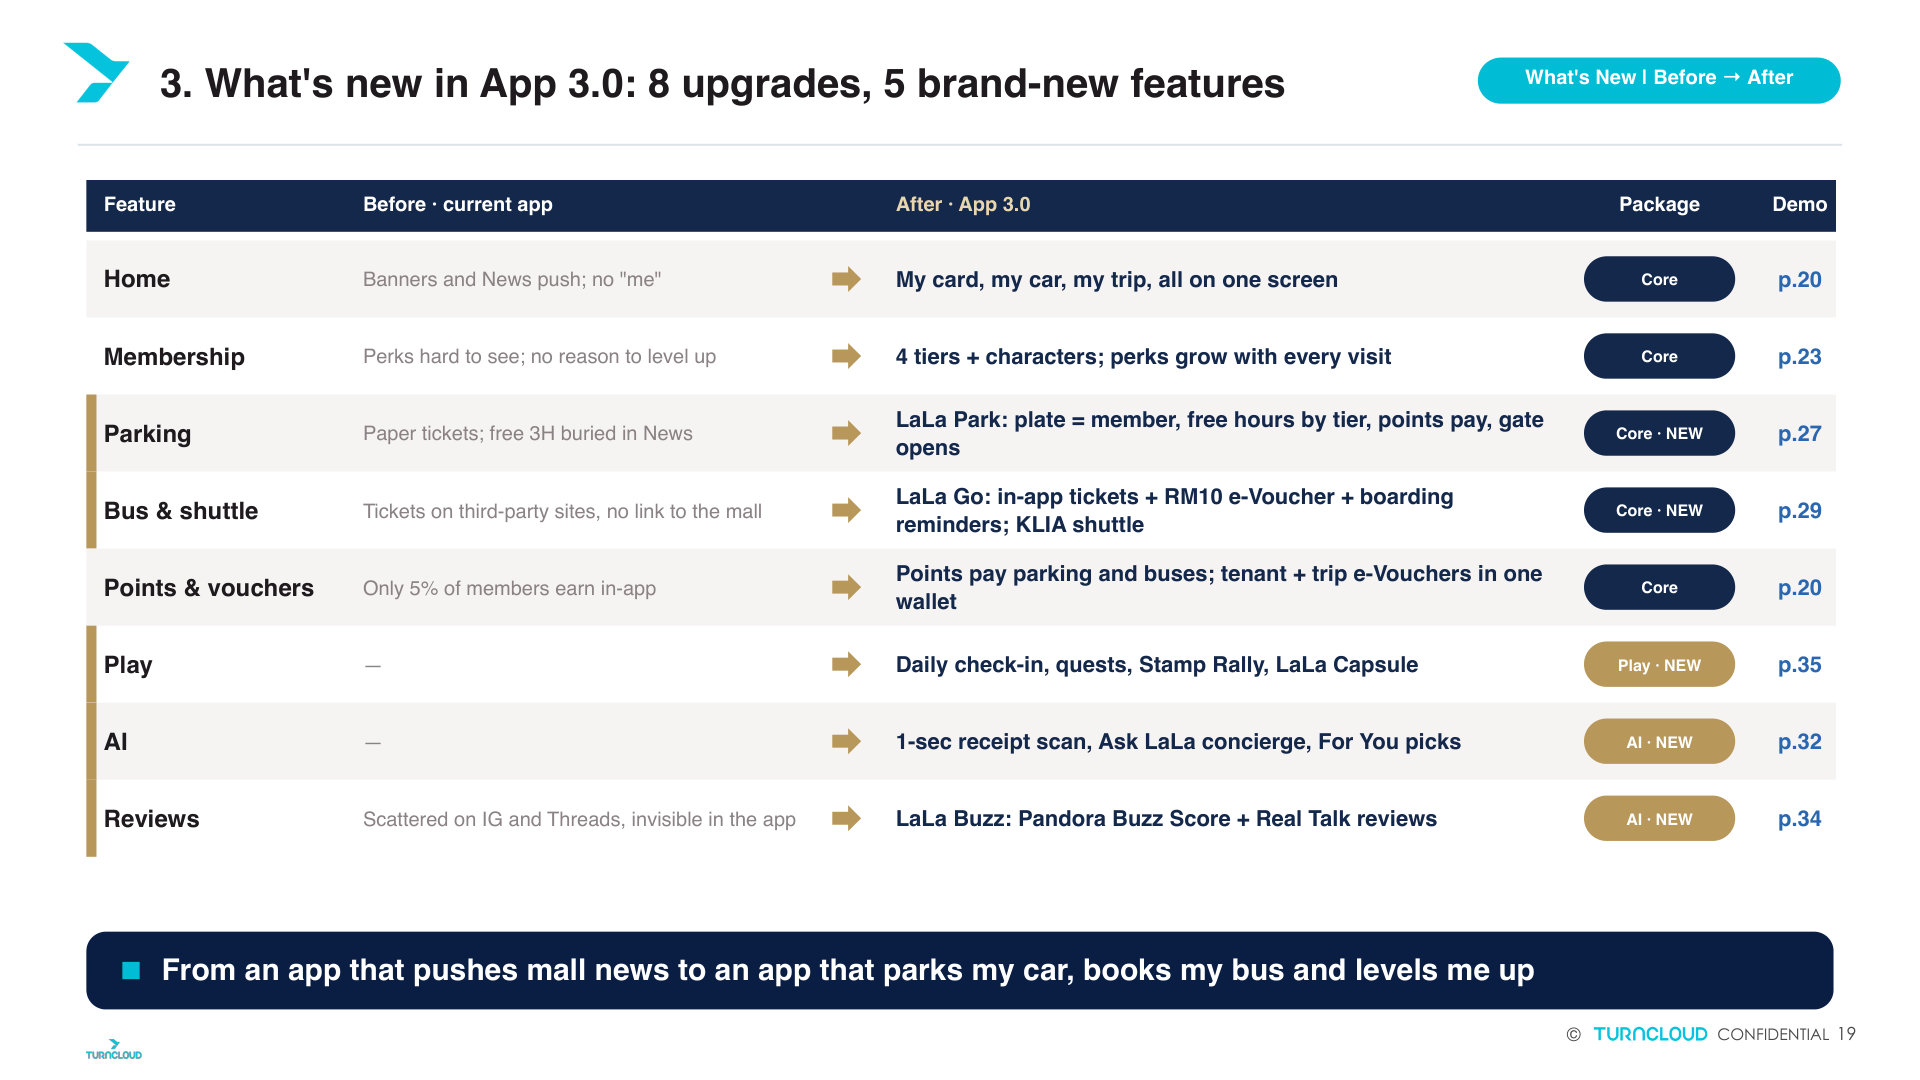 3. What's new in App 3.0: 8 upgrades, 5 brand-new features
What's New | Before → After
Feature Before · current app After · App 3.0 Package Demo
Home Banners and News push; no "me" My card, my car, my trip, all on one screen Core p.20
Membership Perks hard to see; no reason to level up 4 tiers + characters; perks grow with every visit Core p.23
Parking Paper tickets; free 3H buried in News LaLa Park: plate = member, free hours by tier, points pay, gate
opens Core · NEW p.27
Bus & shuttle Tickets on third-party sites, no link to the mall LaLa Go: in-app tickets + RM10 e-Voucher + boarding
reminders; KLIA shuttle Core · NEW p.29
Points & vouchers Only 5% of members earn in-app Points pay parking and buses; tenant + trip e-Vouchers in one
wallet Core p.20
Play — Daily check-in, quests, Stamp Rally, LaLa Capsule Play · NEW p.35
AI — 1-sec receipt scan, Ask LaLa concierge, For You picks AI · NEW p.32
Reviews Scattered on IG and Threads, invisible in the app LaLa Buzz: Pandora Buzz Score + Real Talk reviews AI · NEW p.34
From an app that pushes mall news to an app that parks my car, books my bus and levels me up
© TURNCLOUD CONFIDENTIAL 19
TURNCLOUD